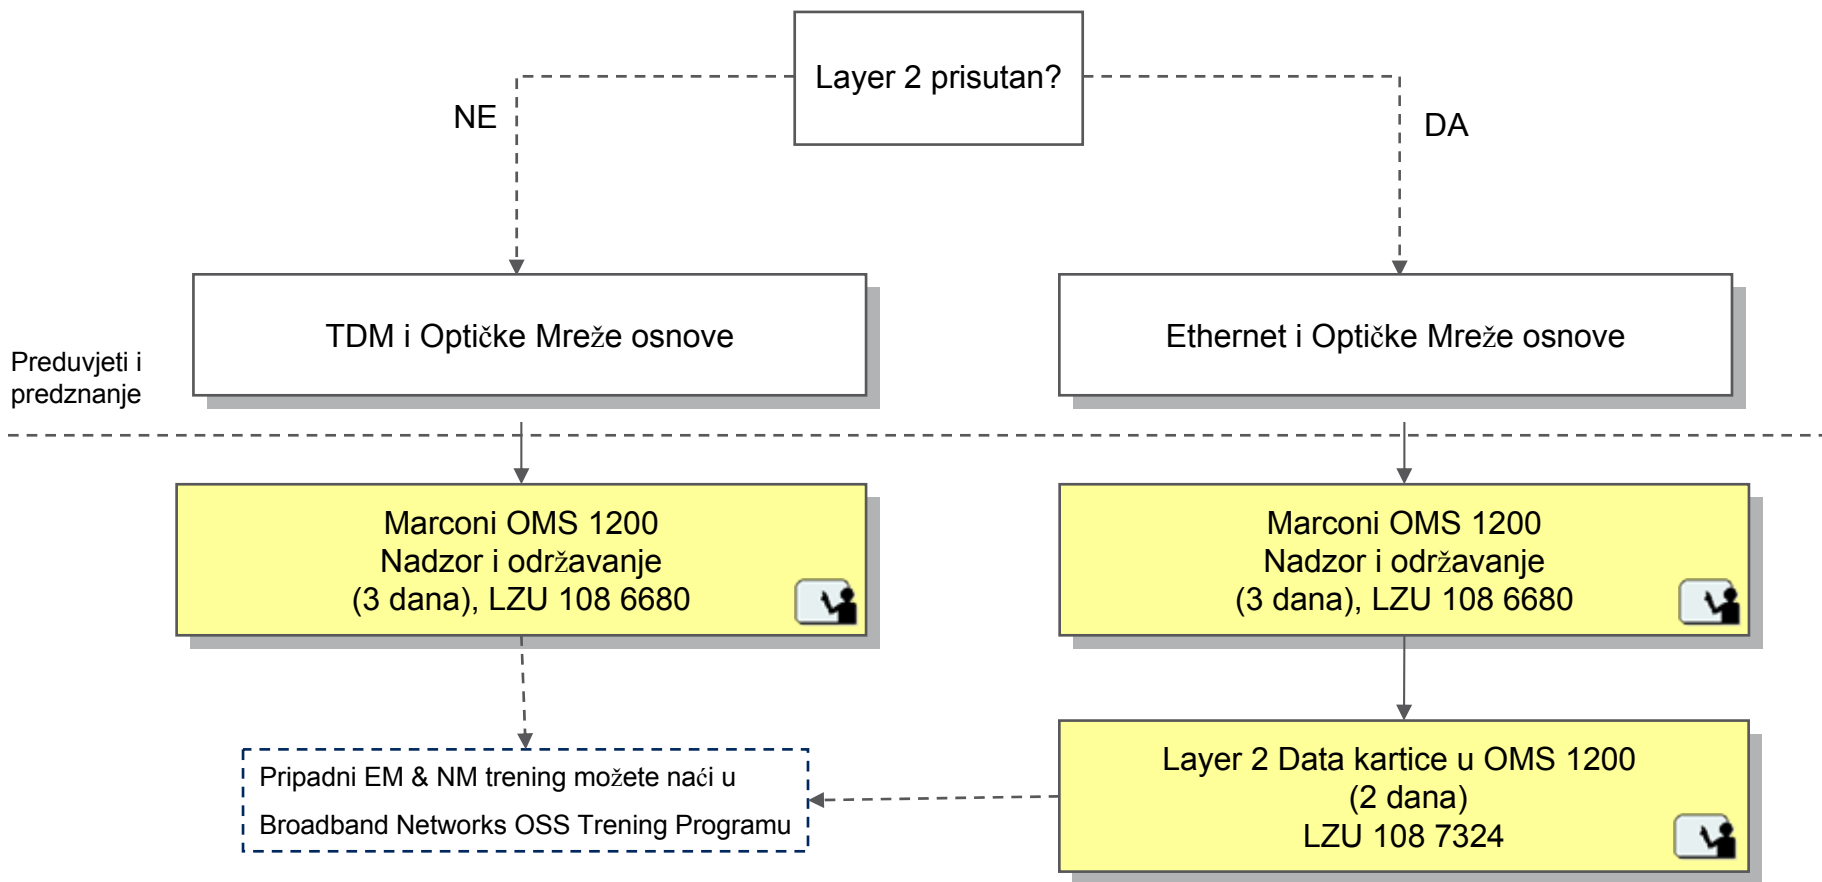 Layer 2 prisutan?
NE
DA
TDM i Optičke Mreže osnove
Ethernet i Optičke Mreže osnove
Preduvjeti i
predznanje
Marconi OMS 1200
Nadzor i održavanje
(3 dana), LZU 108 6680
Marconi OMS 1200
Nadzor i održavanje
(3 dana), LZU 108 6680
Pripadni EM & NM trening možete naći u
Broadband Networks OSS Trening Programu
Layer 2 Data kartice u OMS 1200
(2 dana)
LZU 108 7324